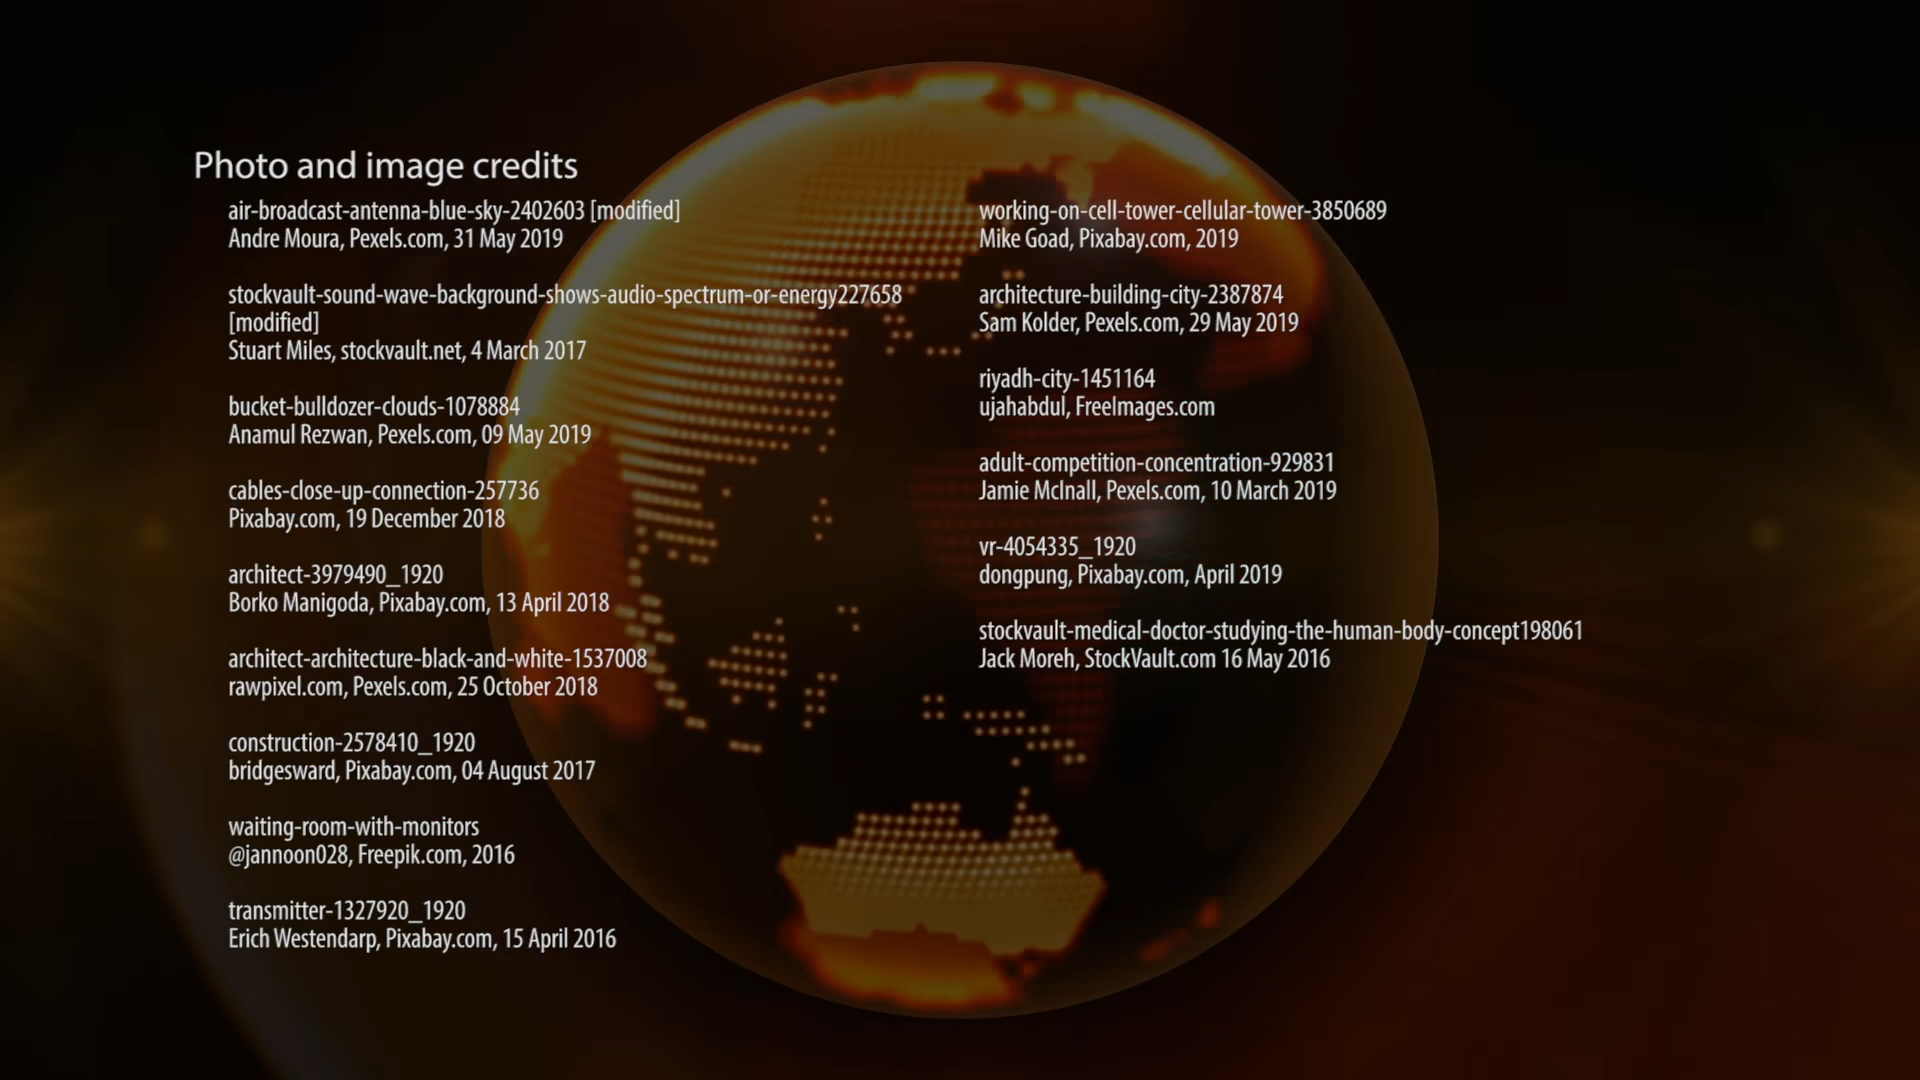 Photo and image credits
air-broadcast-antenna-blue-sky-2402603 [modified]
Andre Moura, Pexels.com, 31 May 2019
stockvault-sound-wave-background-shows-audio-spectrum-or-energy227658
[modified]
Stuart Miles, stockvault.net, 4 March 2017
bucket-bulldozer-clouds-1078884
Anamul Rezwan, Pexels.com, 09 May 2019
cables-close-up-connection-257736
Pixabay.com, 19 December 2018
architect-3979490_1920
Borko Manigoda, Pixabay.com, 13 April 2018
architect-architecture-black-and-white-1537008
rawpixel.com, Pexels.com, 25 October 2018
construction-2578410_1920
bridgesward, Pixabay.com, 04 August 2017
waiting-room-with-monitors
@jannoon028, Freepik.com, 2016
transmitter-1327920_1920
Erich Westendarp, Pixabay.com, 15 April 2016
working-on-cell-tower-cellular-tower-3850689
Mike Goad, Pixabay.com, 2019
architecture-building-city-2387874
Sam Kolder, Pexels.com, 29 May 2019
riyadh-city-1451164
ujahabdul, FreeImages.com
adult-competition-concentration-929831
Jamie McInall, Pexels.com, 10 March 2019
vr-4054335_1920
dongpung, Pixabay.com, April 2019
stockvault-medical-doctor-studying-the-human-body-concept198061
Jack Moreh, StockVault.com 16 May 2016